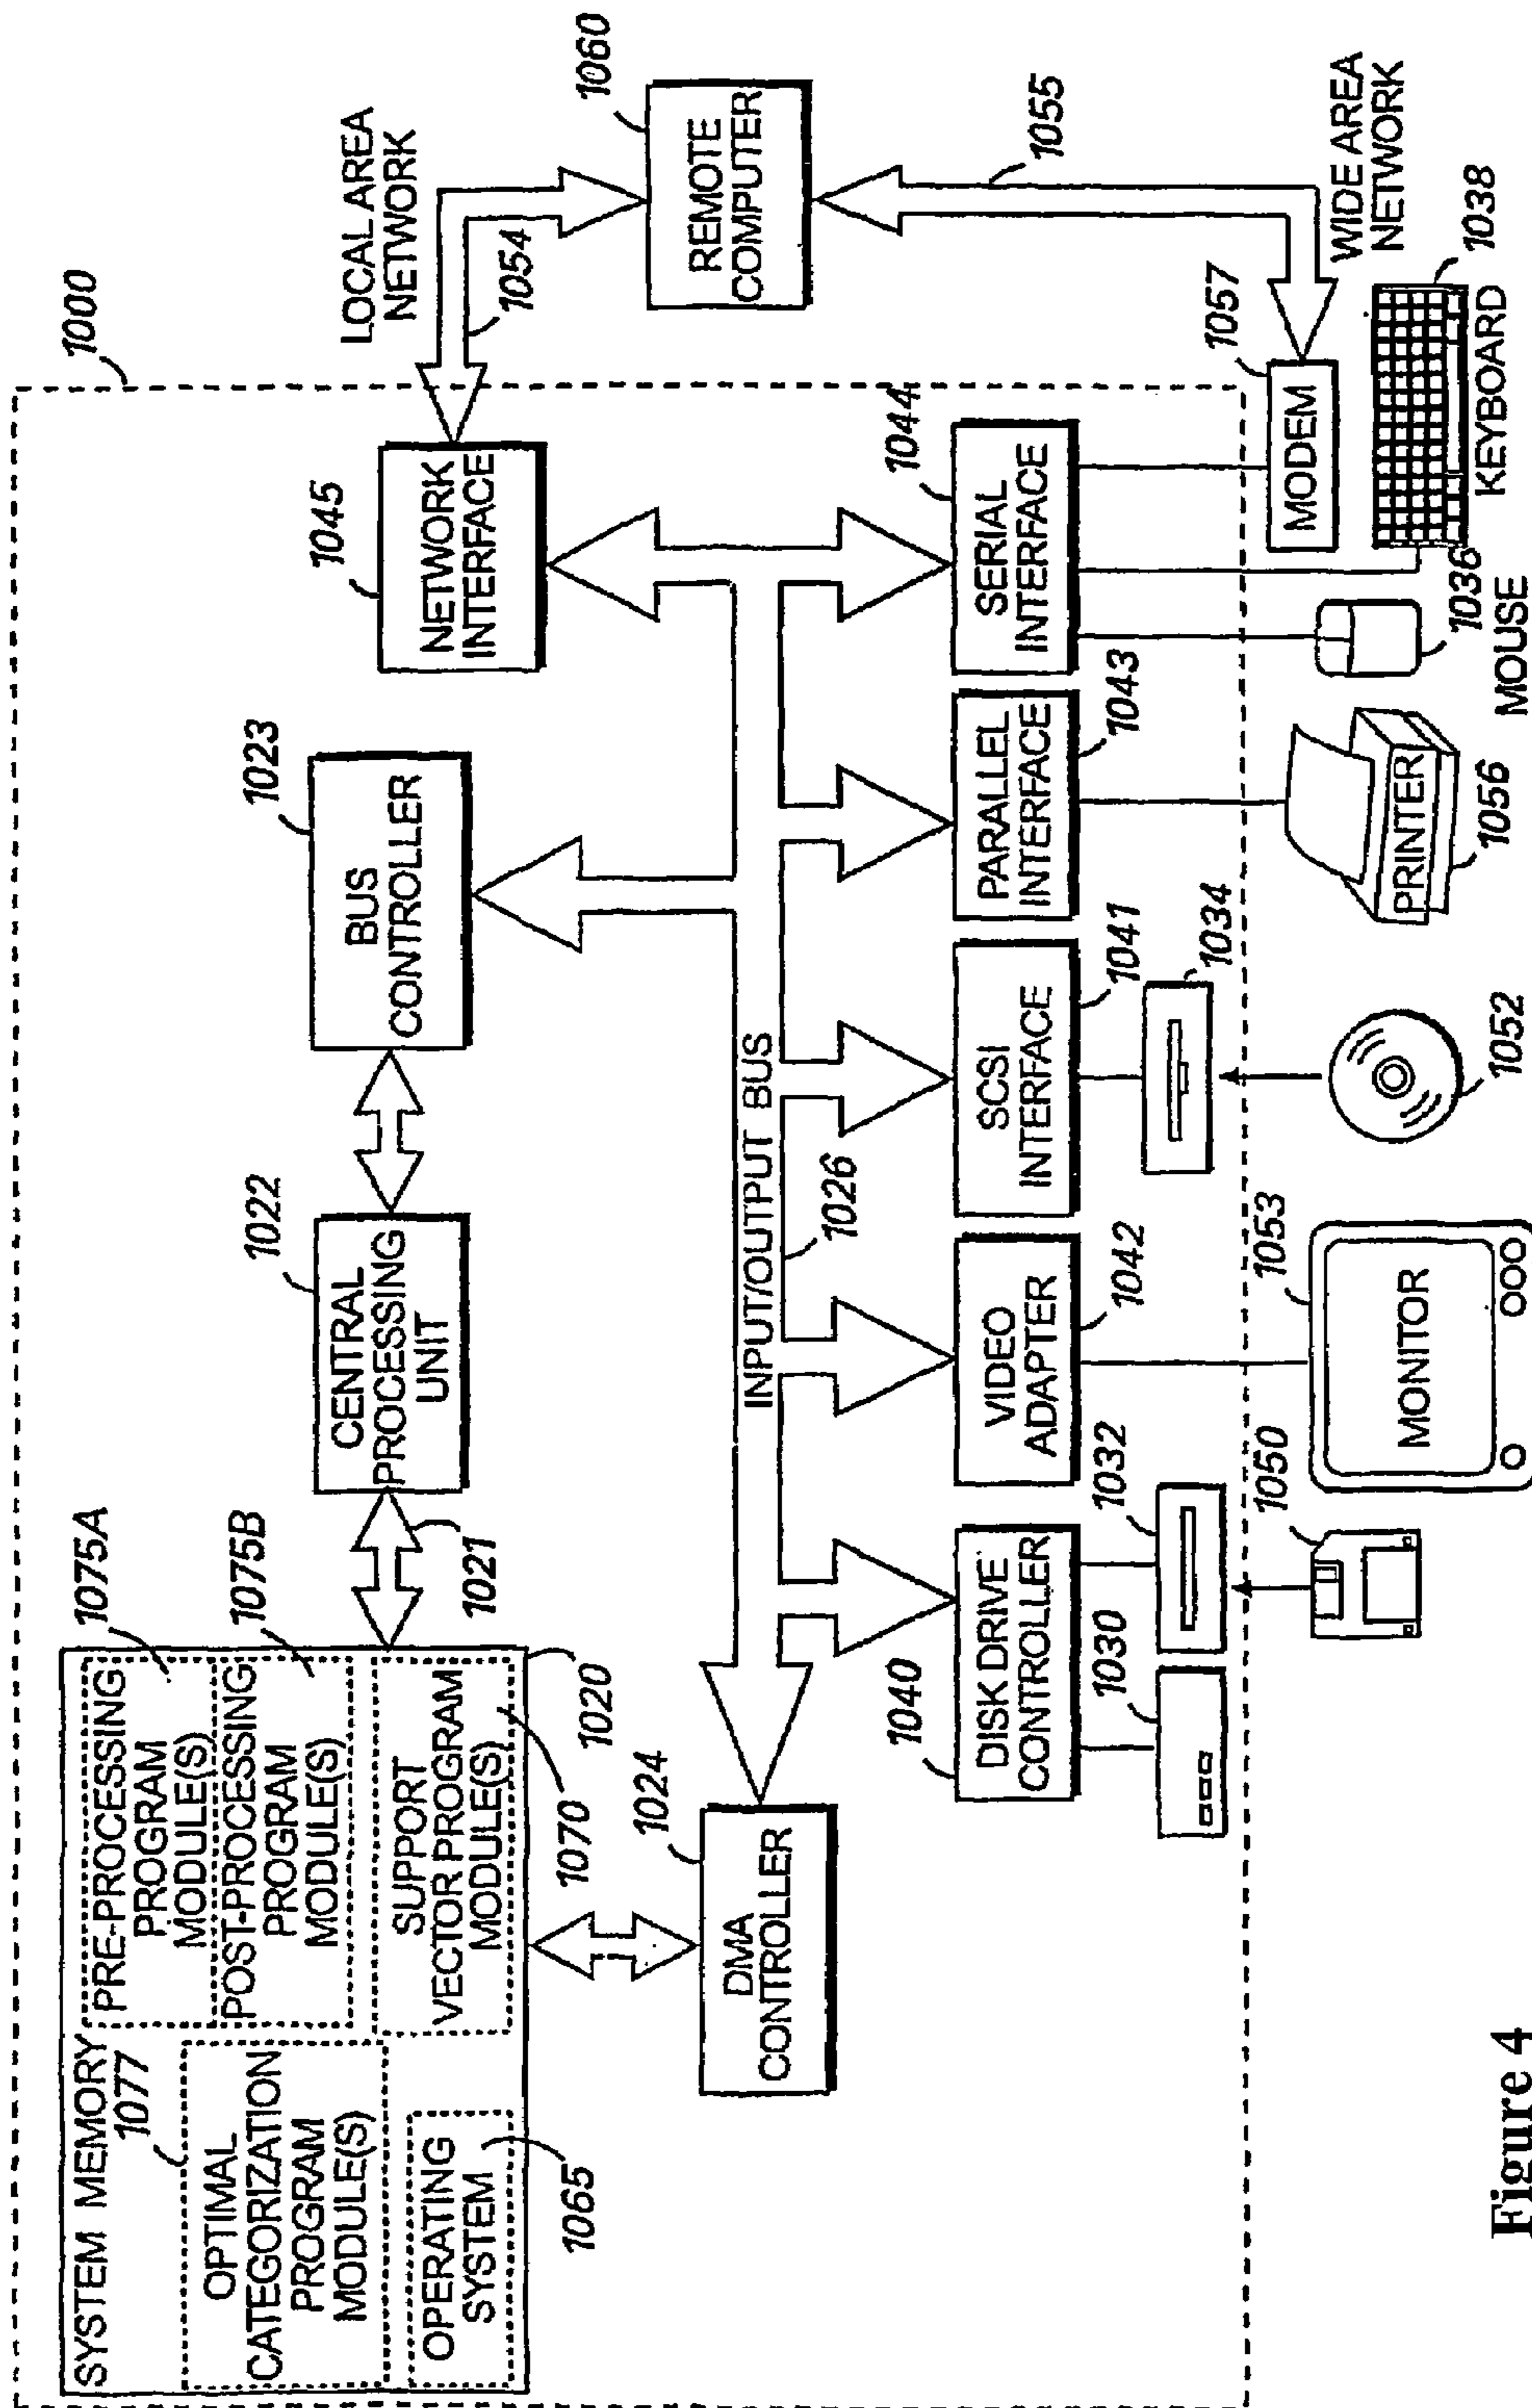 1000
SYSTEM MEMORY
1077
OPTIMAL
CATEGORIZATION
PROGRAM
MODULE(S)
OPERATING
SYSTEM
1065
PRE-PROCESSING
PROGRAM
MODULE(S)
1075A
POST-PROCESSING
PROGRAM
MODULE(S)
1075B
SUPPORT
VECTOR PROGRAM
MODULE(S)
1070
1020
1021
1022
CENTRAL
PROCESSING
UNIT
1023
BUS
CONTROLLER
1045
NETWORK
INTERFACE
LOCAL AREA
NETWORK
1054
1060
REMOTE
COMPUTER
1055
WIDE AREA
NETWORK
1024
DMA
CONTROLLER
INPUT/OUTPUT BUS
1026
1040
DISK DRIVE
CONTROLLER
1030
1032
VIDEO
ADAPTER
1042
SCSI
INTERFACE
1041
1034
PARALLEL
INTERFACE
1043
SERIAL
INTERFACE
1044
1057
MODEM
1050
MONITOR
1053
1052
PRINTER
1056
1036
MOUSE
1038
KEYBOARD
Figure 4